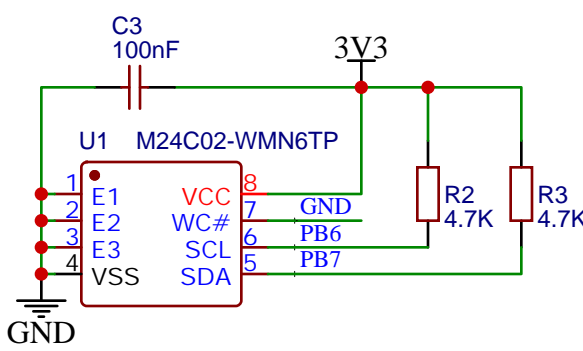 C3
100nF
3V3
U1 M24C02-WMN6TP
1 E1 VCC 8
2 E2 WC# 7 GND
3 E3 SCL 6 PB6
4 VSS SDA 5 PB7
R2 R3
4.7K 4.7K
GND